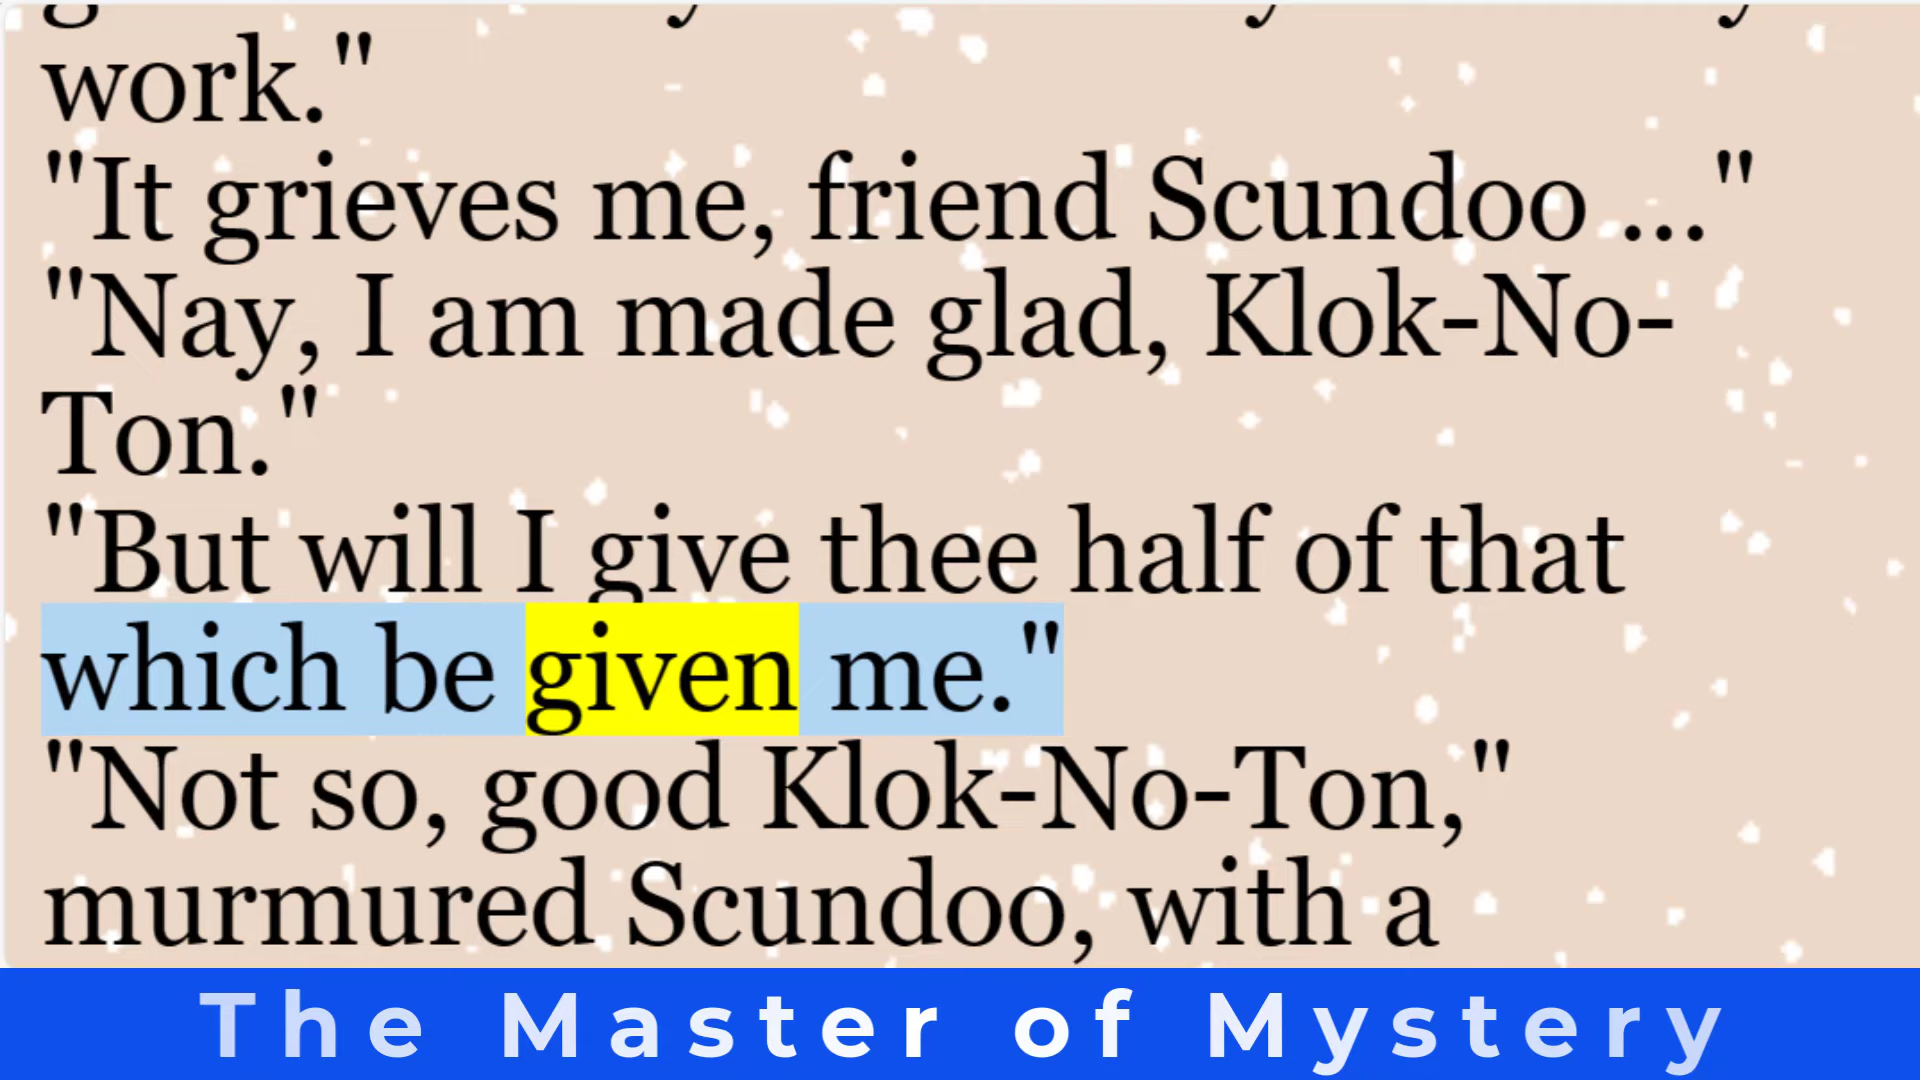 work."
"It grieves me, friend Scundoo ..."
"Nay, I am made glad, Klok-No-
Ton."
"But will I give thee half of that
which be given me."
"Not so, good Klok-No-Ton,"
murmured Scundoo, with a
The Master of Mystery